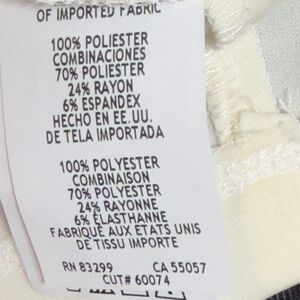 OF IMPORTED FABRIC
100% POLIESTER
COMBINACIONES
70% POLIESTER
24% RAYON
6% ESPANDEX
HECHO EN EE.UU.
DE TELA IMPORTADA
100% POLYESTER
COMBINAISON
70% POLYESTER
24% RAYONNE
6% ÉLASTHANNE
FABRIQUÉ AUX ETATS UNIS
DE TISSU IMPORTE
RN 83299 CA 55057
CUT# 60074